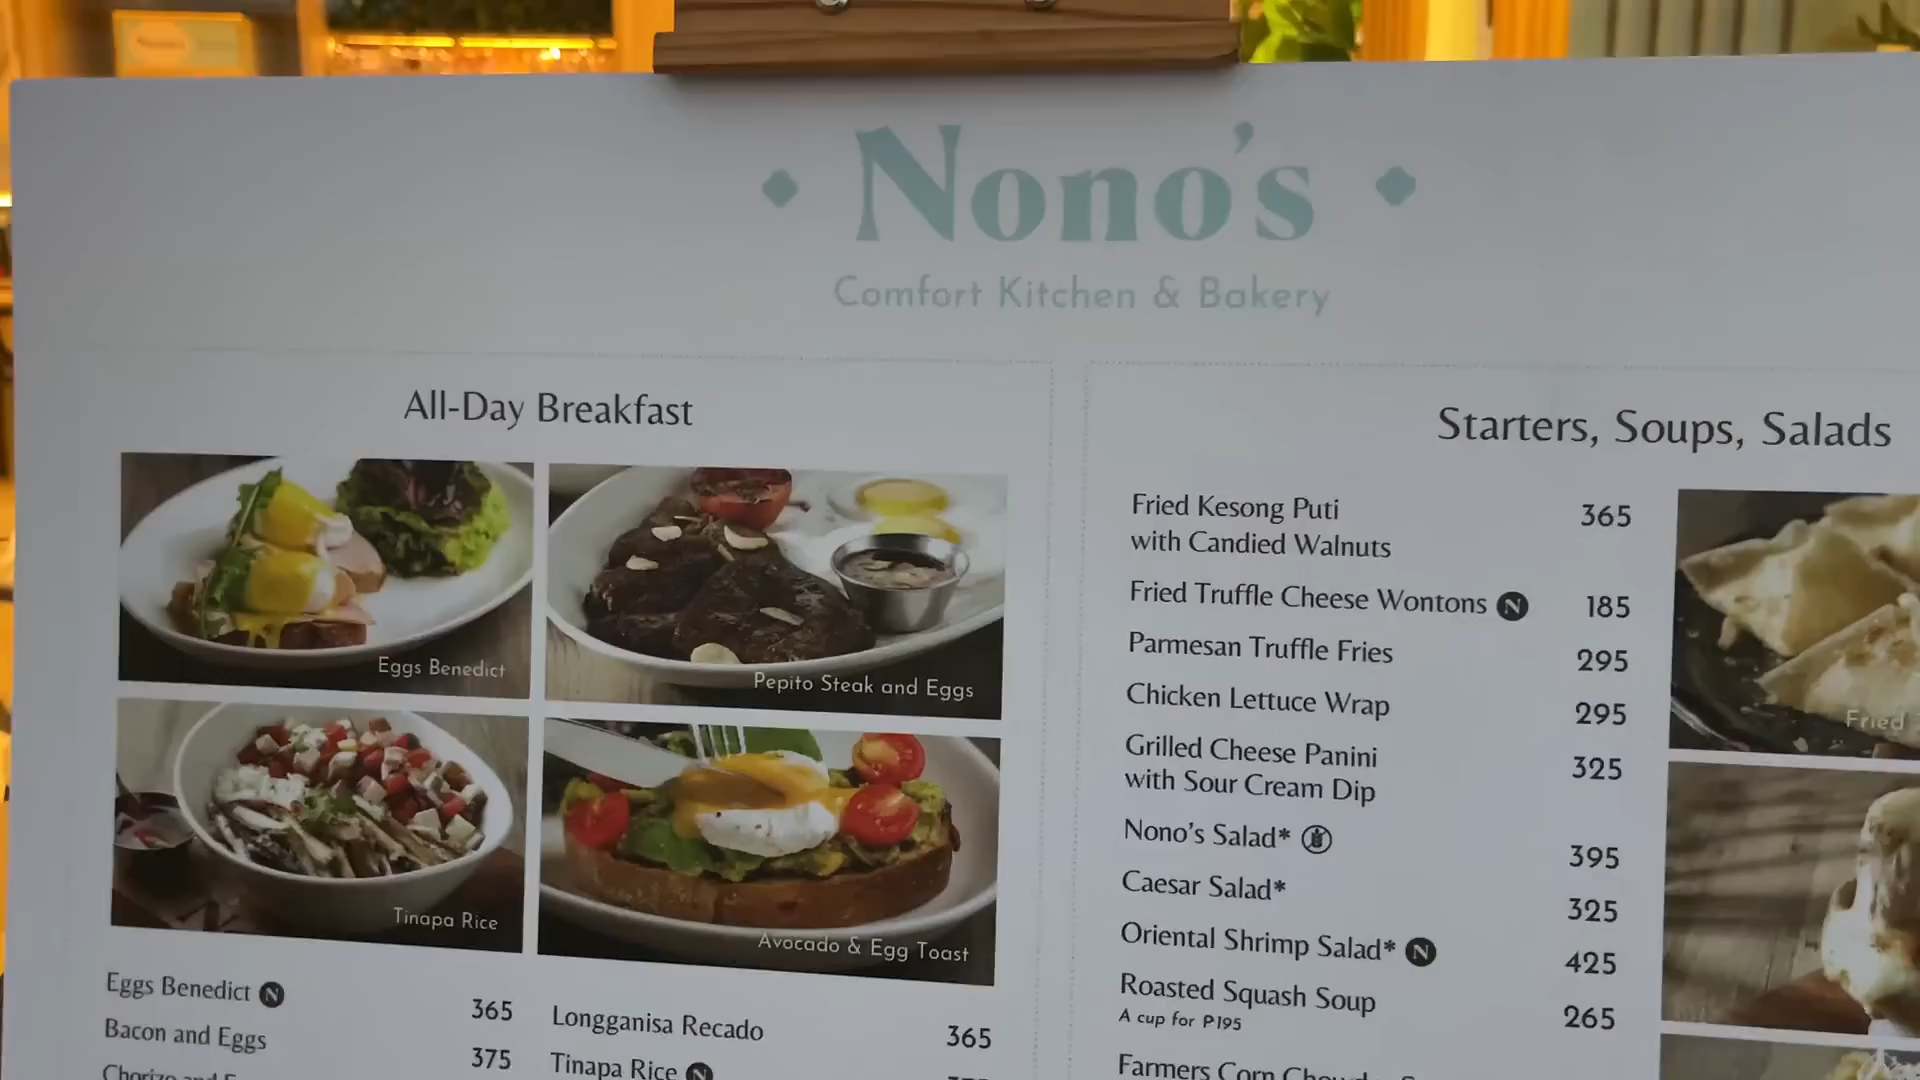 Nono's
Comfort Kitchen & Bakery
All-Day Breakfast
Eggs Benedict
Pepito Steak and Eggs
Tinapa Rice
Avocado & Egg Toast
Eggs Benedict N 365
Bacon and Eggs 375
Chorizo and
Longganisa Recado 365
Tinapa Rice N
Starters, Soups, Salads
Fried Kesong Puti 365
with Candied Walnuts
Fried Truffle Cheese Wontons N 185
Parmesan Truffle Fries 295
Chicken Lettuce Wrap 295
Grilled Cheese Panini 325
with Sour Cream Dip
Nono's Salad* 395
Caesar Salad* 325
Oriental Shrimp Salad* N 425
Roasted Squash Soup 265
A cup for P195
Farmers Corn
Fried